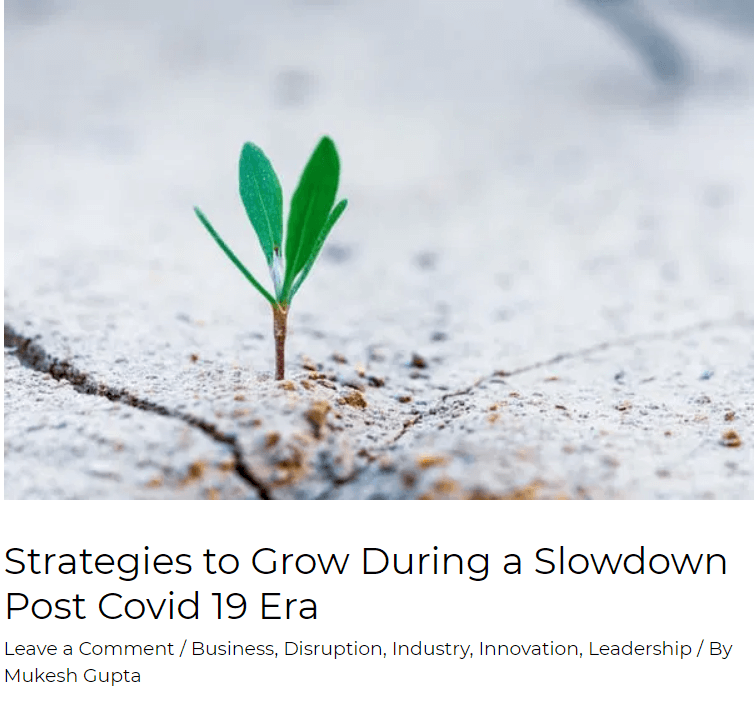 Strategies to Grow During a Slowdown
Post Covid 19 Era
Leave a Comment / Business, Disruption, Industry, Innovation, Leadership / By
Mukesh Gupta